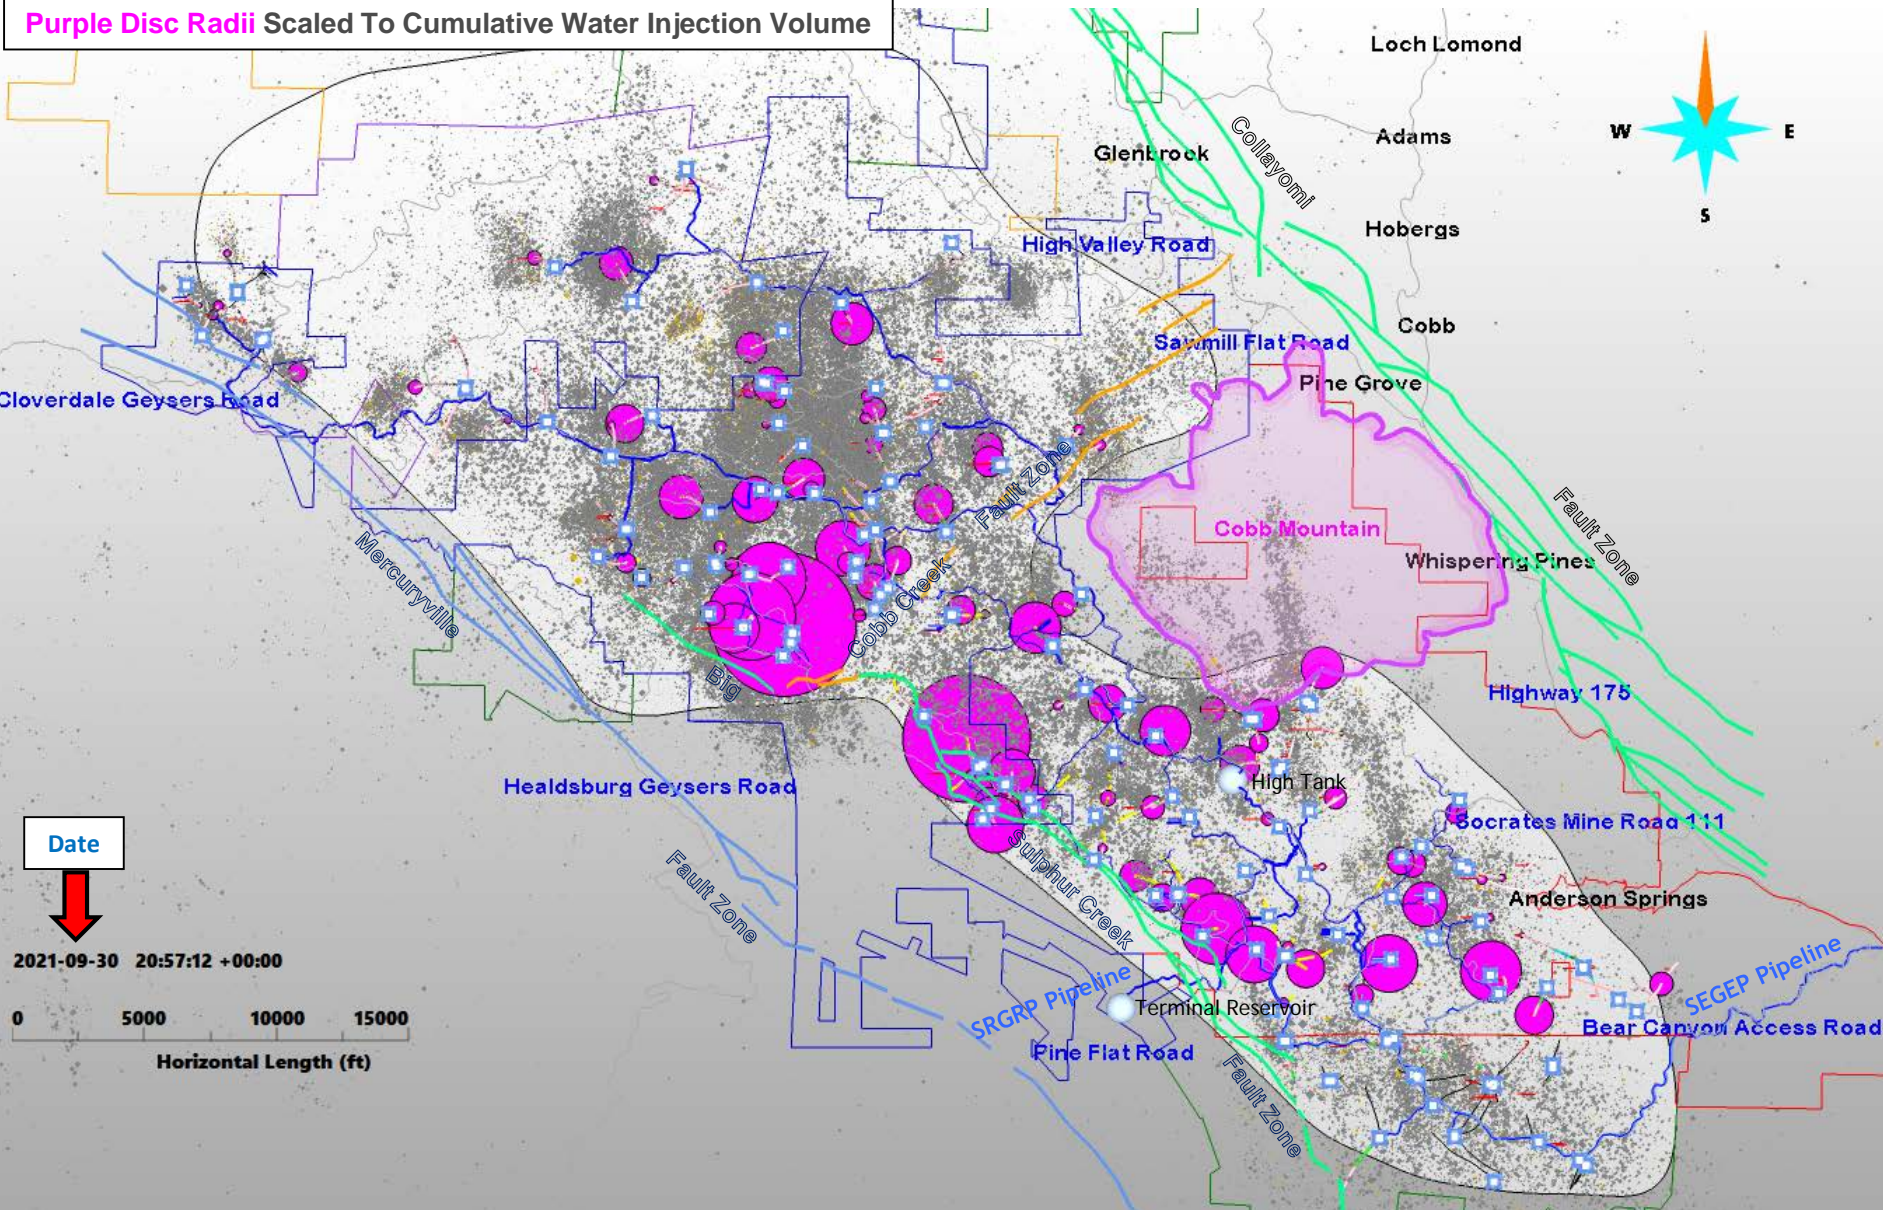 Purple Disc Radii Scaled To Cumulative Water Injection Volume
Loch Lomond
Collayomi
W
E
S
Adams
Glenbrook
Hobergs
High Valley Road
Cobb
Sawmill Flat Road
Pine Grove
Cloverdale Geysers Road
Fault Zone
Fault Zone
Cobb Mountain
Whispering Pines
Mercuryville
Cobb Creek
Big
Highway 175
Healdsburg Geysers Road
High Tank
Socrates Mine Road 111
Date
Sulphur Creek
Fault Zone
Anderson Springs
2021-09-30 20:57:12 +00:00
SRGRP Pipeline
SEGEP Pipeline
Terminal Reservoir
0 5000 10000 15000
Bear Canyon Access Road
Pine Flat Road
Horizontal Length (ft)
Fault Zone